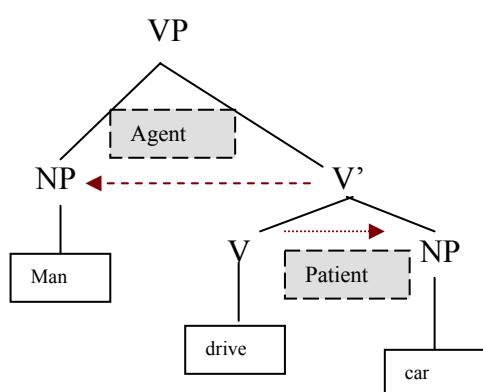 VP
Agent
NP
V'
V
NP
Man
Patient
drive
car